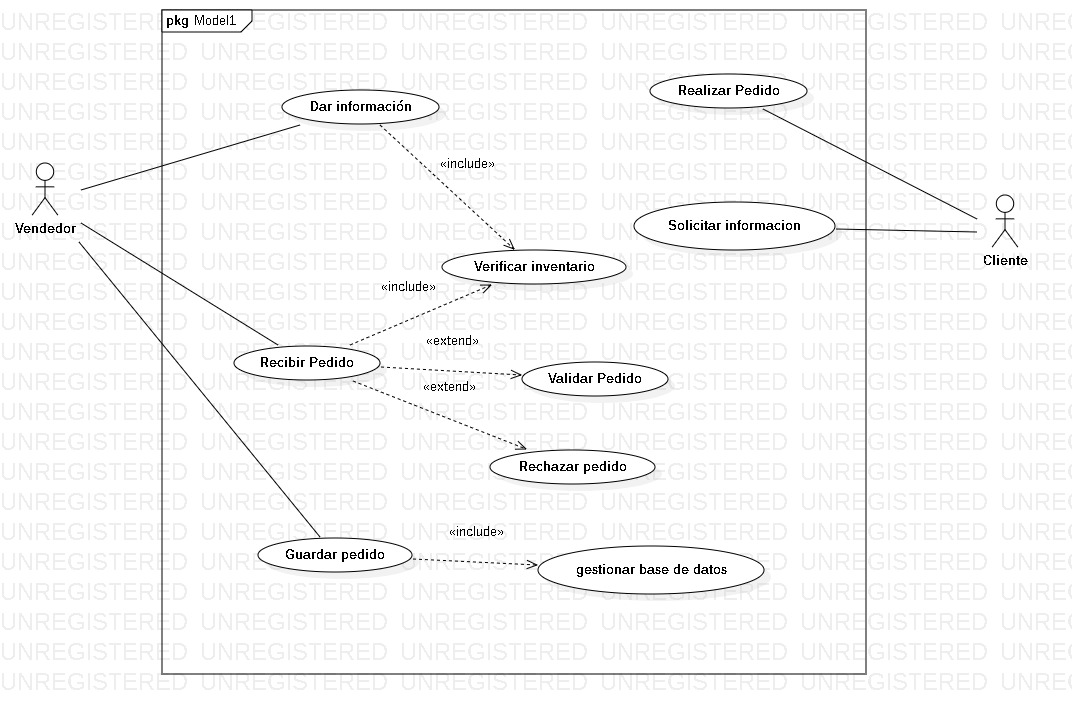 pkg Model1
Realizar Pedido
Dar información
«include»
Vendedor
Solicitar informacion
Cliente
Verificar inventario
«include»
«extend»
Recibir Pedido
Validar Pedido
«extend»
Rechazar pedido
«include»
Guardar pedido
gestionar base de datos
UNREGISTERED